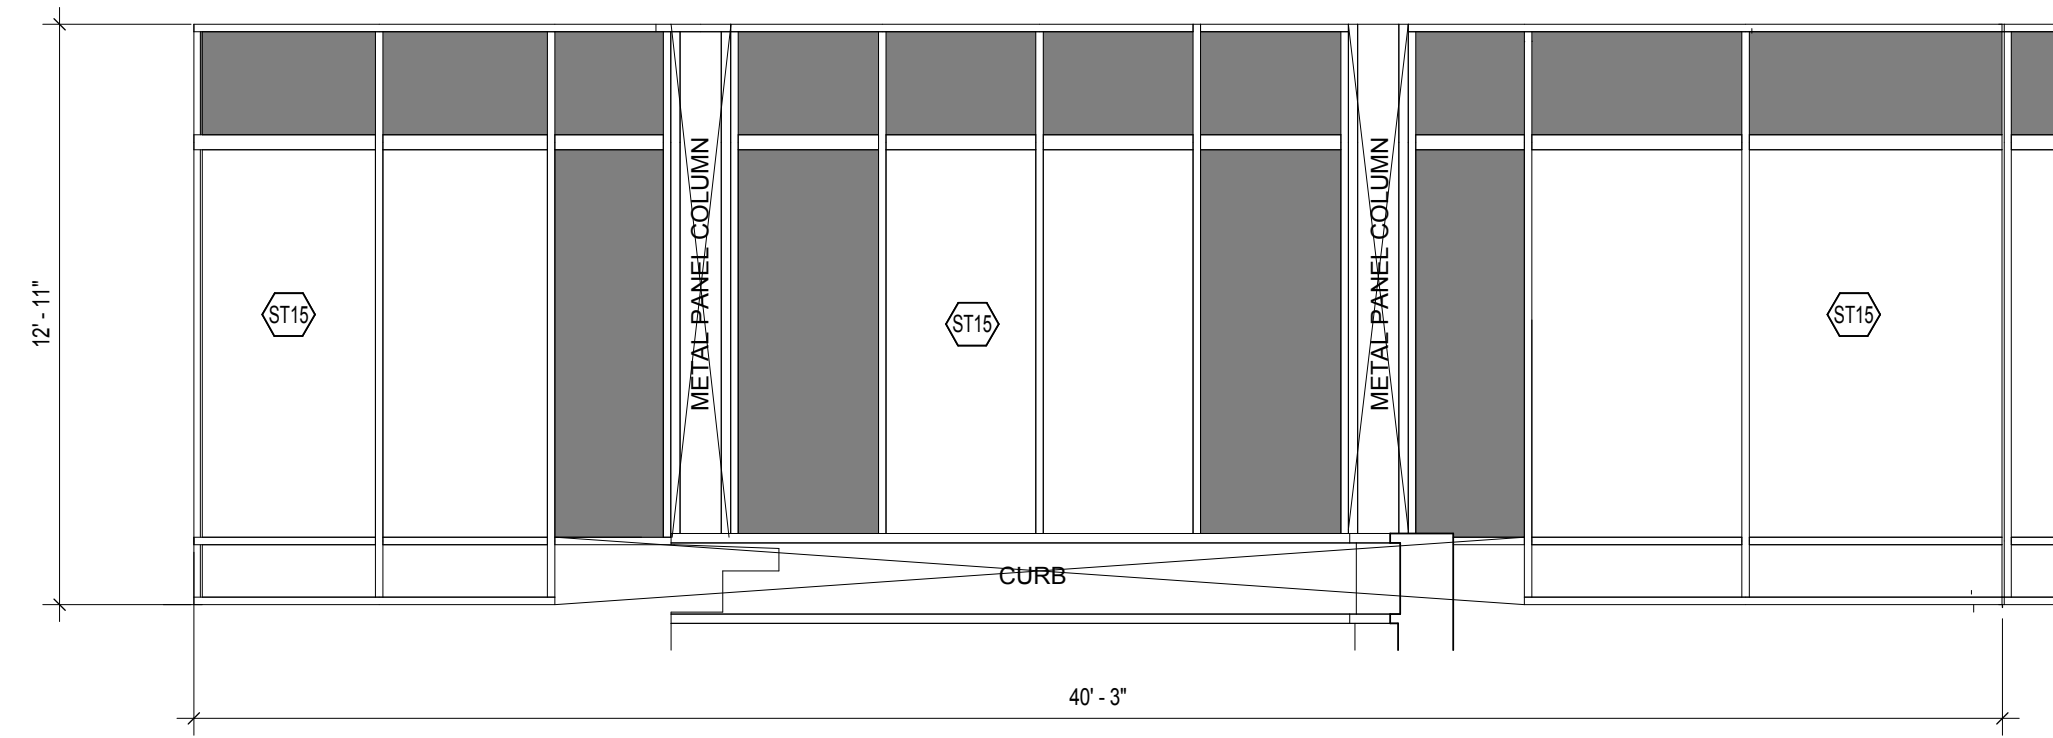 METAL PANEL COLUMN
METAL PANEL COLUMN
12' - 11"
ST15
ST15
ST15
CURB
40' - 3"